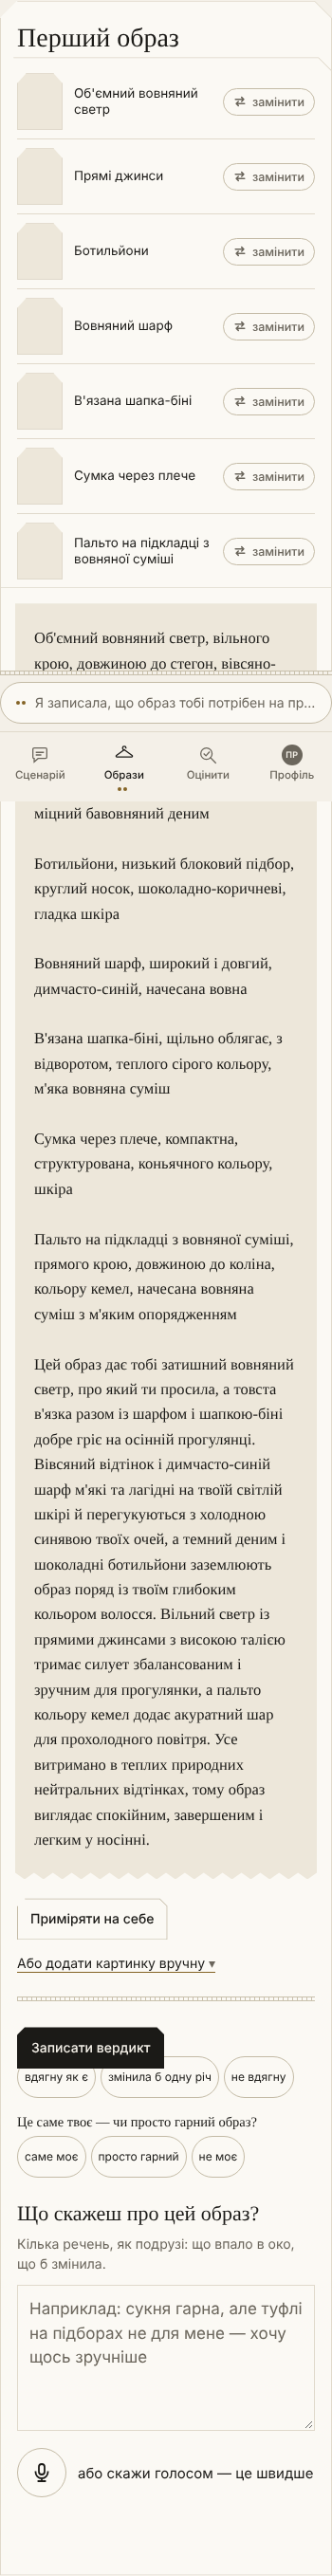 Перший образ
Об'ємний вовняний
светр
замінити
Прямі джинси
замінити
Ботильйони
замінити
Вовняний шарф
замінити
В'язана шапка-біні
замінити
Сумка через плече
замінити
Пальто на підкладці з
вовняної суміші
замінити
Об'ємний вовняний светр, вільного
крою, довжиною до стегон, вівсяно-
Я записала, що образ тобі потрібен на пр...
Сценарій
Образи
Оцінити
ПР
Профіль
міцний бавовняний деним
Ботильйони, низький блоковий підбор,
круглий носок, шоколадно-коричневі,
гладка шкіра
Вовняний шарф, широкий і довгий,
димчасто-синій, начесана вовна
В'язана шапка-біні, щільно облягає, з
відворотом, теплого сірого кольору,
м'яка вовняна суміш
Сумка через плече, компактна,
структурована, коньячного кольору,
шкіра
Пальто на підкладці з вовняної суміші,
прямого крою, довжиною до коліна,
кольору кемел, начесана вовняна
суміш з м'яким опорядженням
Цей образ дає тобі затишний вовняний
светр, про який ти просила, а товста
в'язка разом із шарфом і шапкою-біні
добре гріє на осінній прогулянці.
Вівсяний відтінок і димчасто-синій
шарф м'які та лагідні на твоїй світлій
шкірі й перегукуються з холодною
синявою твоїх очей, а темний деним і
шоколадні ботильйони заземлюють
образ поряд із твоїм глибоким
кольором волосся. Вільний светр із
прямими джинсами з високою талією
тримає силует збалансованим і
зручним для прогулянки, а пальто
кольору кемел додає акуратний шар
для прохолодного повітря. Усе
витримано в теплих природних
нейтральних відтінках, тому образ
виглядає спокійним, завершеним і
легким у носінні.
Приміряти на себе
Або додати картинку вручну ▾
Записати вердикт
вдягну як є
змінила б одну річ
не вдягну
Це саме твоє — чи просто гарний образ?
саме моє
просто гарний
не моє
Що скажеш про цей образ?
Кілька речень, як подрузі: що впало в око,
що б змінила.
Наприклад: сукня гарна, але туфлі
на підборах не для мене — хочу
щось зручніше
або скажи голосом — це швидше